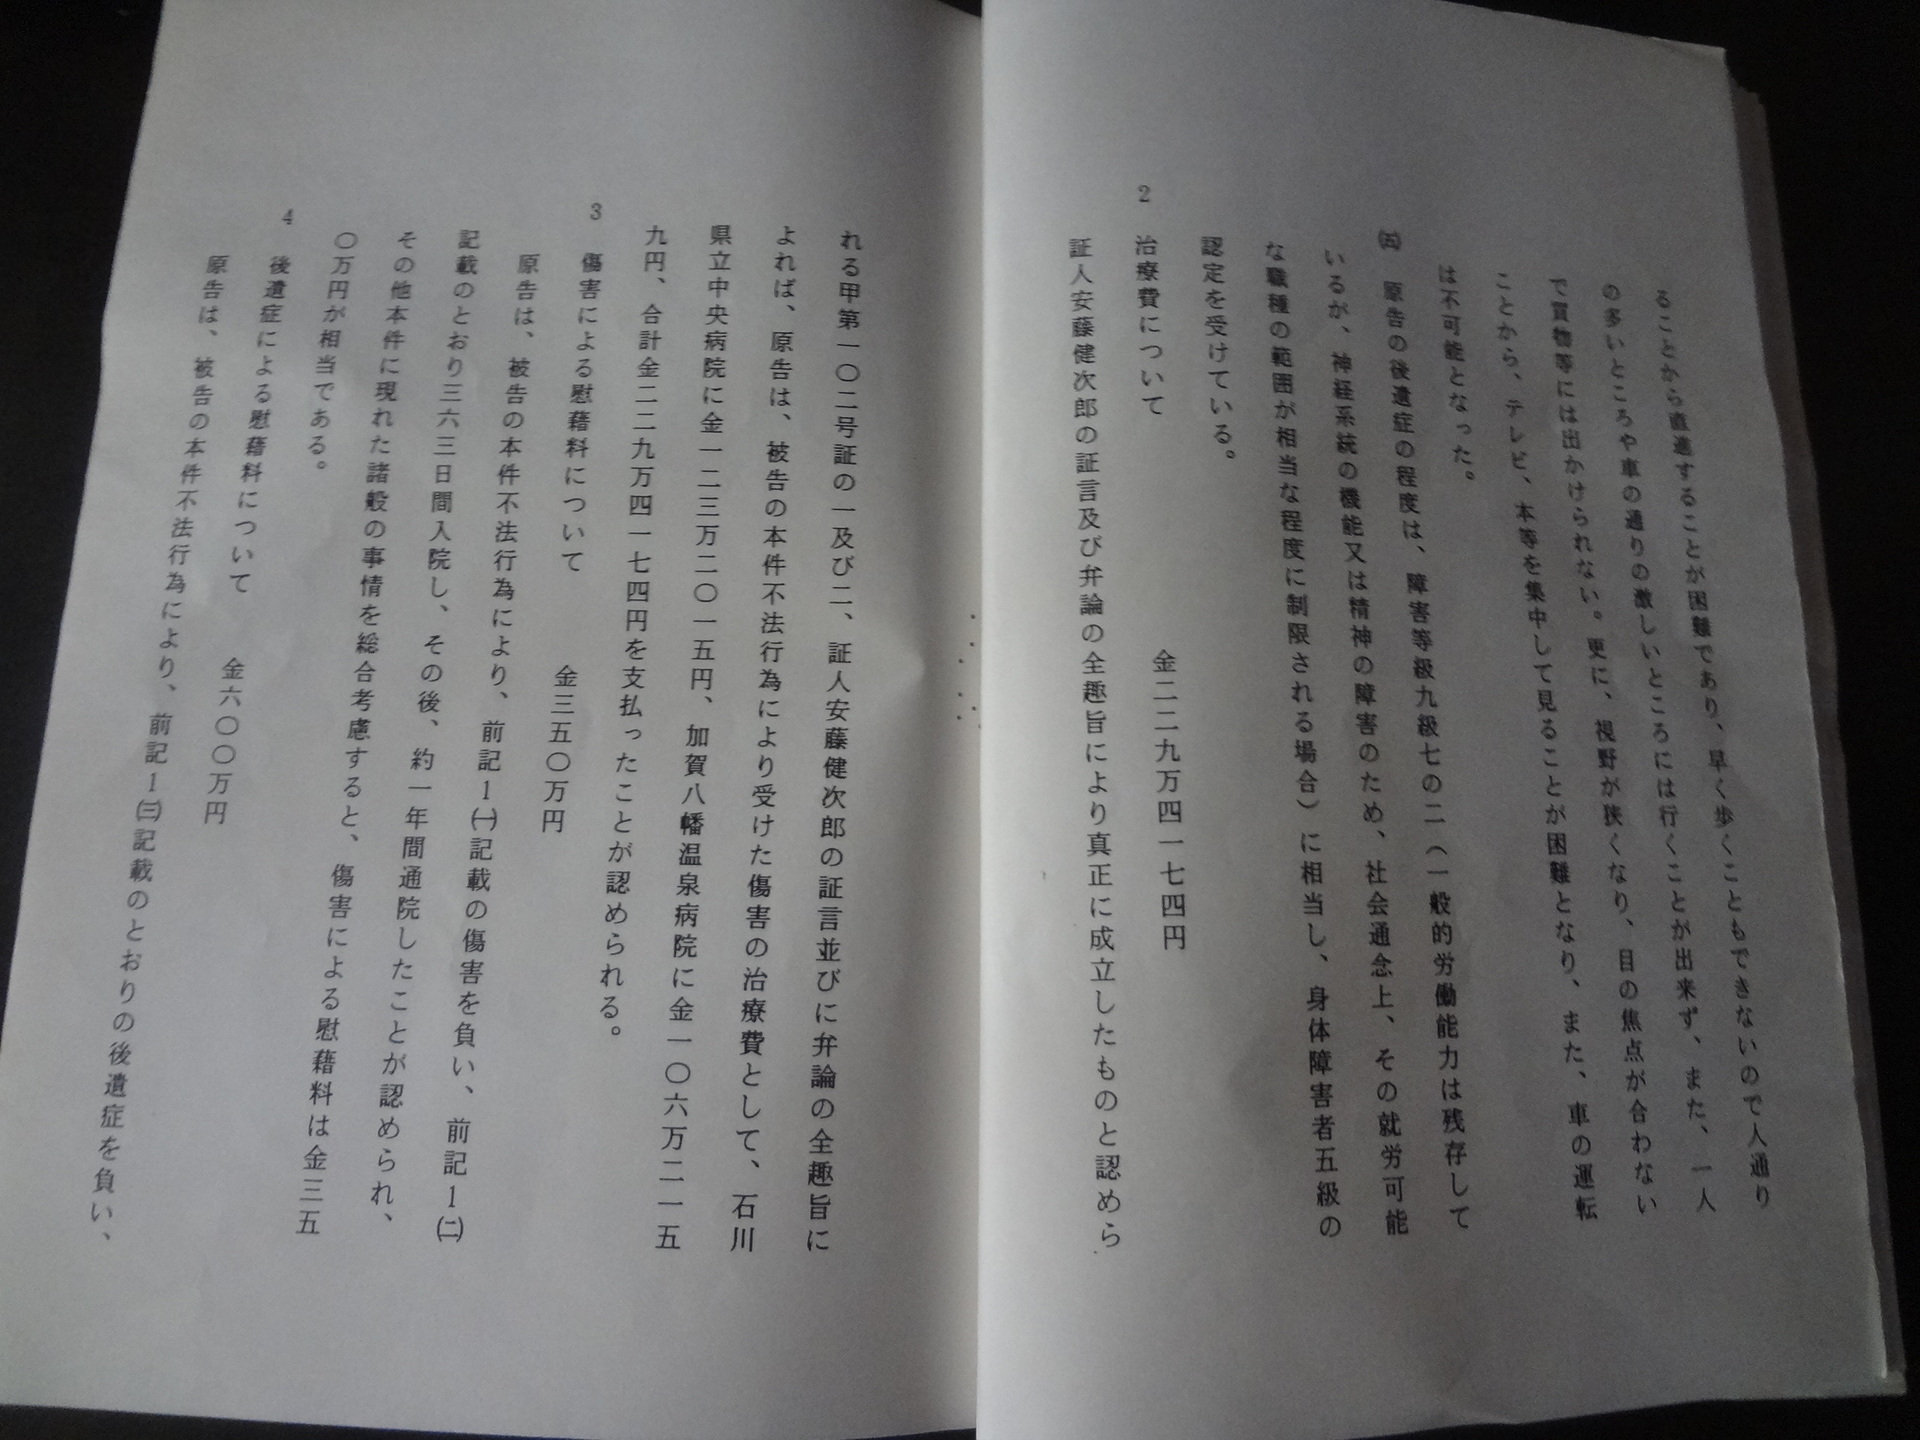 ることから直進することが困難であり、早く歩くこともできないので人通り
の多いところや車の通りの激しいところには行くことが出来ず、また、一人
で買物等には出かけられない。更に、視野が狭くなり、目の焦点が合わない
ことから、テレビ、本等を集中して見ることが困難となり、また、車の運転
は不可能となった。
㈤ 原告の後遺症の程度は、障害等級九級七の二(一般的労働能力は残存して
いるが、神経系統の機能又は精神の障害のため、社会通念上、その就労可能
な職種の範囲が相当な程度に制限される場合)に相当し、身体障害者五級の
認定を受けている。
2 治療費について 金二二九万四一七四円
証人安藤健次郎の証言及び弁論の全趣旨により真正に成立したものと認めら
れる甲第一〇二号証の一及び二、証人安藤健次郎の証言並びに弁論の全趣旨に
よれば、原告は、被告の本件不法行為により受けた傷害の治療費として、石川
県立中央病院に金一二三万二〇一五円、加賀八幡温泉病院に金一〇六万二一五
九円、合計金二二九万四一七四円を支払ったことが認められる。
3 傷害による慰藉料について 金三五〇万円
原告は、被告の本件不法行為により、前記1㈠記載の傷害を負い、前記1㈡
記載のとおり三六三日間入院し、その後、約一年間通院したことが認められ、
その他本件に現れた諸般の事情を総合考慮すると、傷害による慰藉料は金三五
〇万円が相当である。
4 後遺症による慰藉料について 金六〇〇万円
原告は、被告の本件不法行為により、前記1㈢記載のとおりの後遺症を負い、